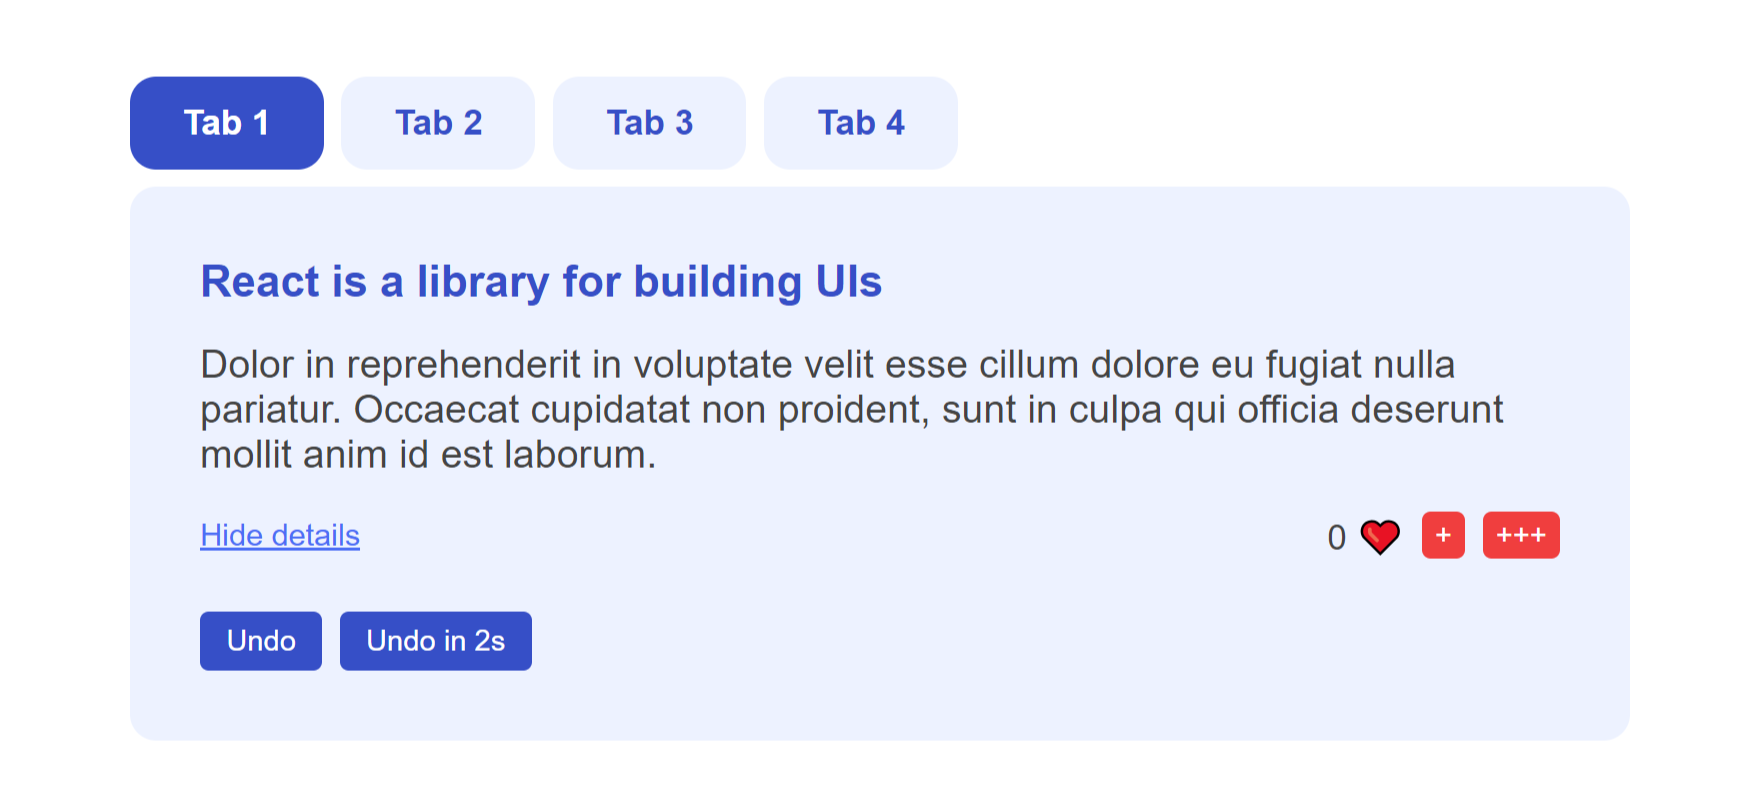 Tab 1 Tab 2 Tab 3 Tab 4
React is a library for building UIs
Dolor in reprehenderit in voluptate velit esse cillum dolore eu fugiat nulla
pariatur. Occaecat cupidatat non proident, sunt in culpa qui officia deserunt
mollit anim id est laborum.
Hide details 0 ❤️ + +++
Undo Undo in 2s